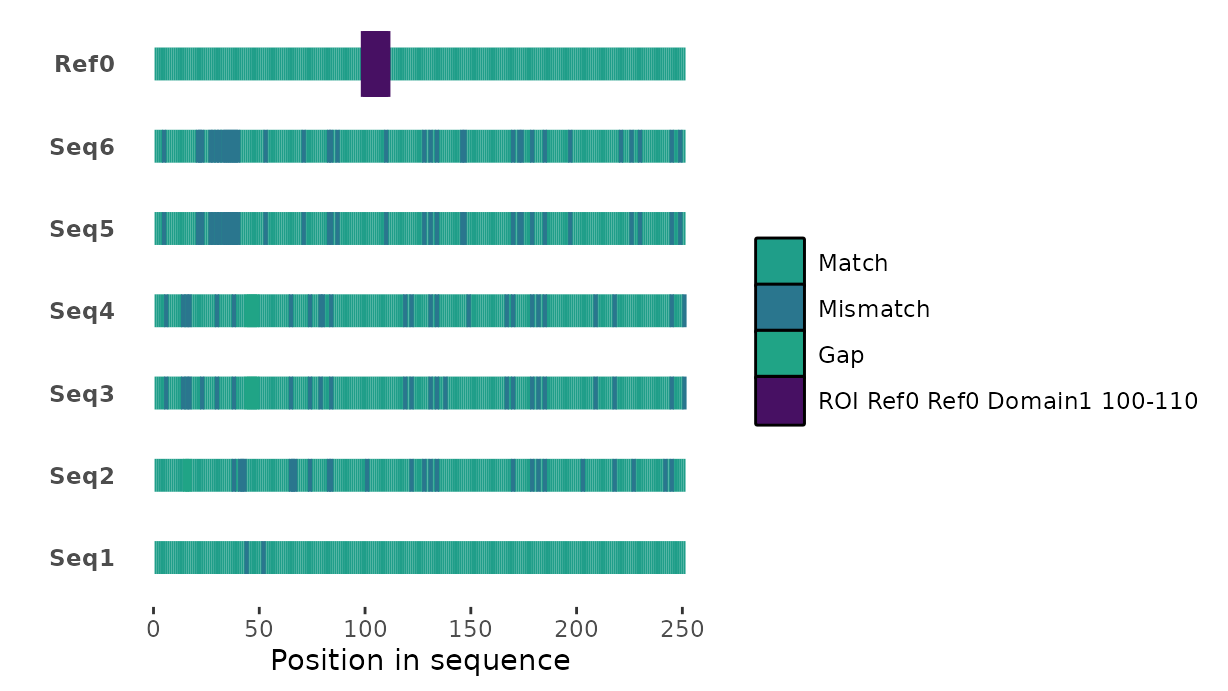 Ref0
Seq6
Seq5
Seq4
Seq3
Seq2
Seq1
0 50 100 150 200 250
Position in sequence
Match
Mismatch
Gap
ROI Ref0 Ref0 Domain1 100-110